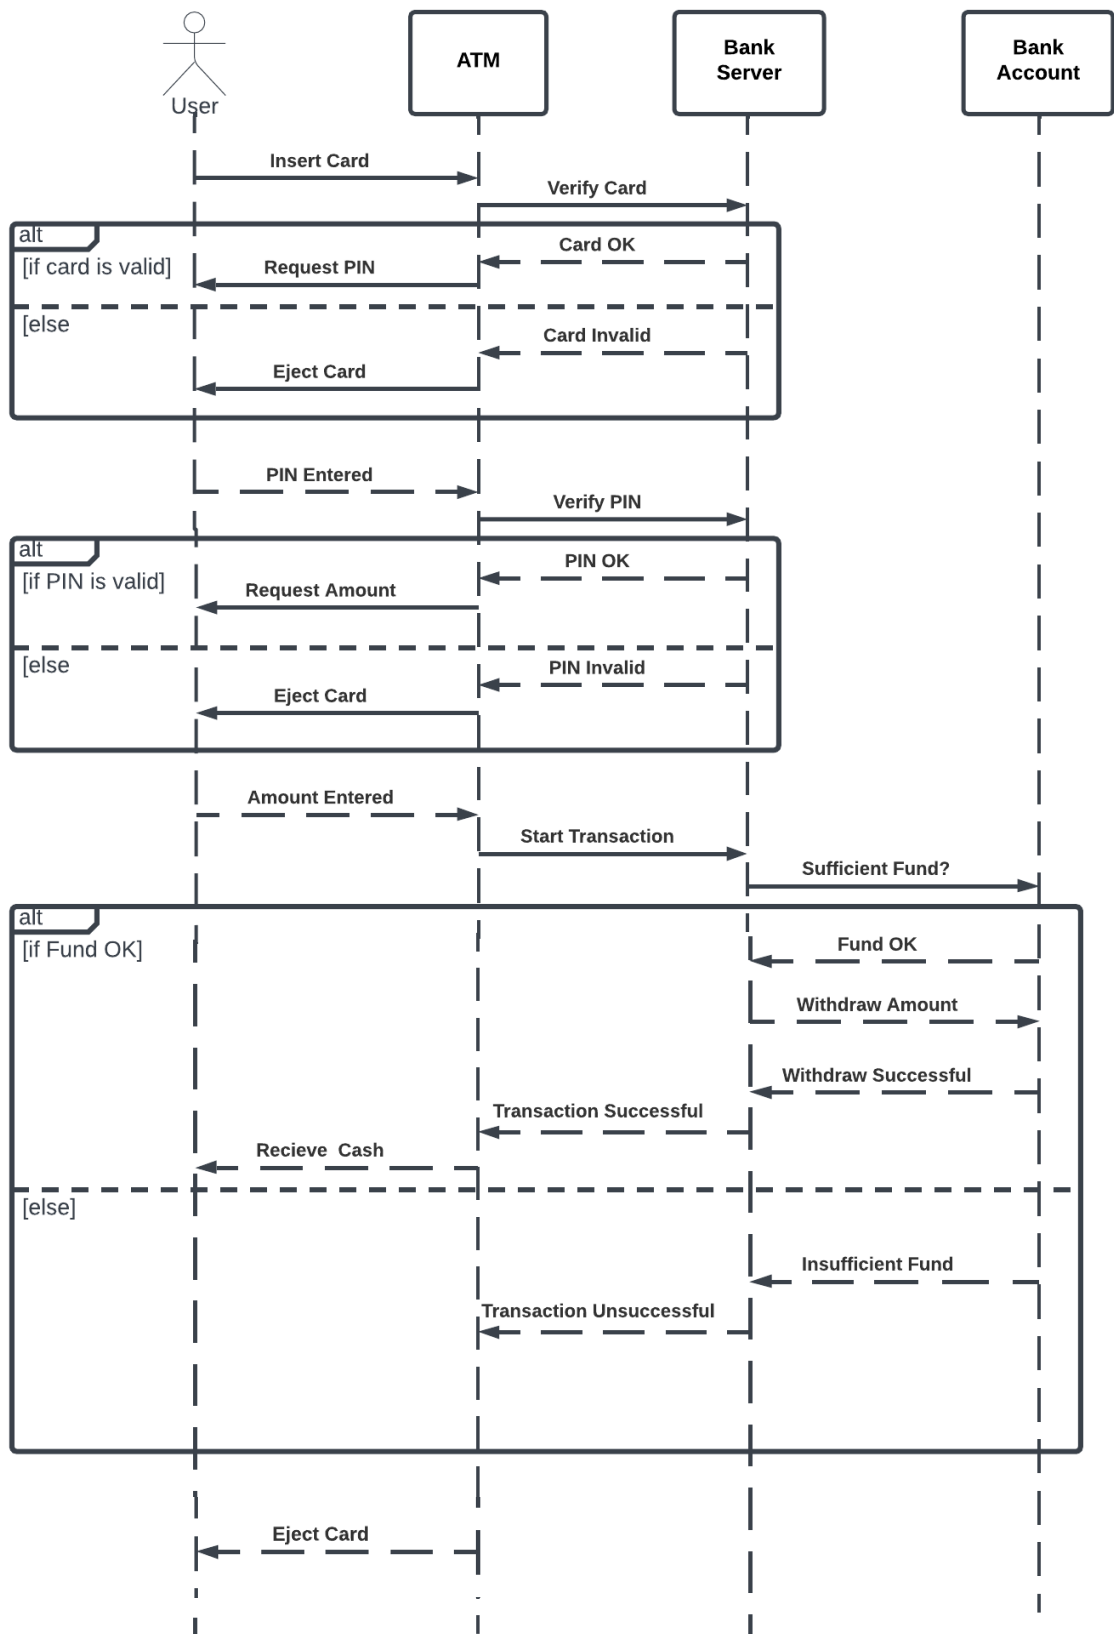 User
ATM
Bank
Server
Bank
Account
Insert Card
Verify Card
alt
[if card is valid]
Card OK
Request PIN
[else
Card Invalid
Eject Card
PIN Entered
Verify PIN
alt
[if PIN is valid]
PIN OK
Request Amount
[else
PIN Invalid
Eject Card
Amount Entered
Start Transaction
Sufficient Fund?
alt
[if Fund OK]
Fund OK
Withdraw Amount
Withdraw Successful
Transaction Successful
Recieve  Cash
[else]
Insufficient Fund
Transaction Unsuccessful
Eject Card